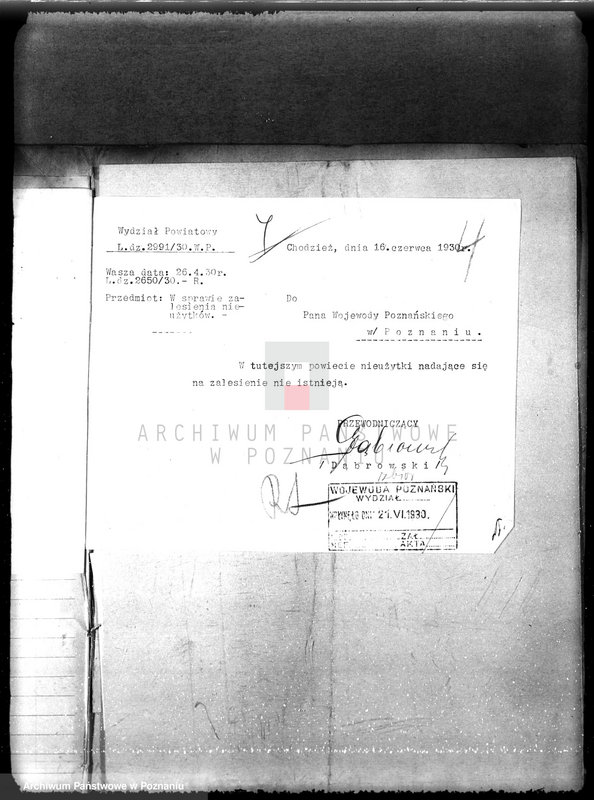 Wydział Powiatowy
L.dz.2991/30.W.P.
Chodzież, dnia 16.czerwca 1930r.
Wasza data: 26.4.30r.
L.dz.2650/30.- R.
Przedmiot: W sprawie za-
lesienia nie-
użytków. -
Do
Pana Wojewody Poznańskiego
w/ P o z n a n i u .
W tutejszym powiecie nieużytki nadające się
na zalesienie nie istnieją.
PRZEWODNICZĄCY
/ D ą b r o w s k i /
WOJEWODA POZNAŃSKI
WYDZIAŁ
21.VI.1930.
ZAŁ.
AKTA
ARCHIWUM PAŃSTWOWE
W POZNANIU
Archiwum Państwowe w Poznaniu